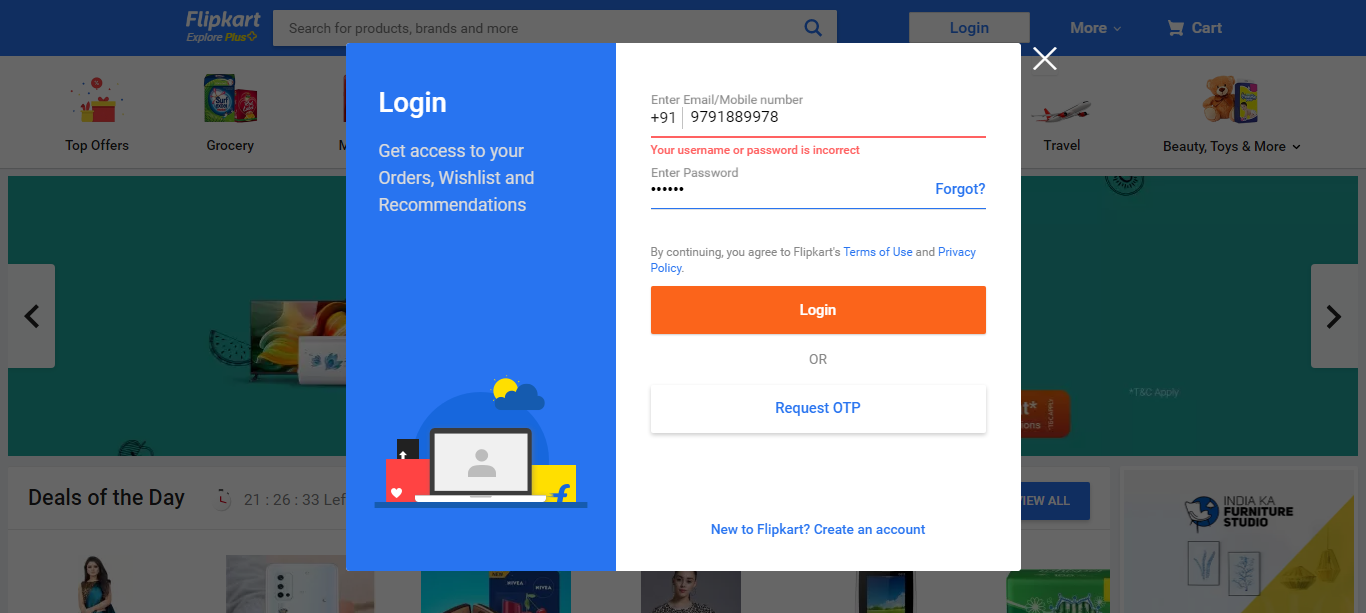 Flipkart
Explore Plus
Search for products, brands and more
Login
More
Cart
Top Offers
Grocery
M
Travel
Beauty, Toys & More
Login
Get access to your
Orders, Wishlist and
Recommendations
Enter Email/Mobile number
+91 9791889978
Your username or password is incorrect
Enter Password
••••••
Forgot?
By continuing, you agree to Flipkart's Terms of Use and Privacy
Policy.
Login
OR
Request OTP
New to Flipkart? Create an account
*T&C Apply
Deals of the Day
21 : 26 : 33 Lef
VIEW ALL
INDIA KA
FURNITURE
STUDIO
NIVEA
NIVEA